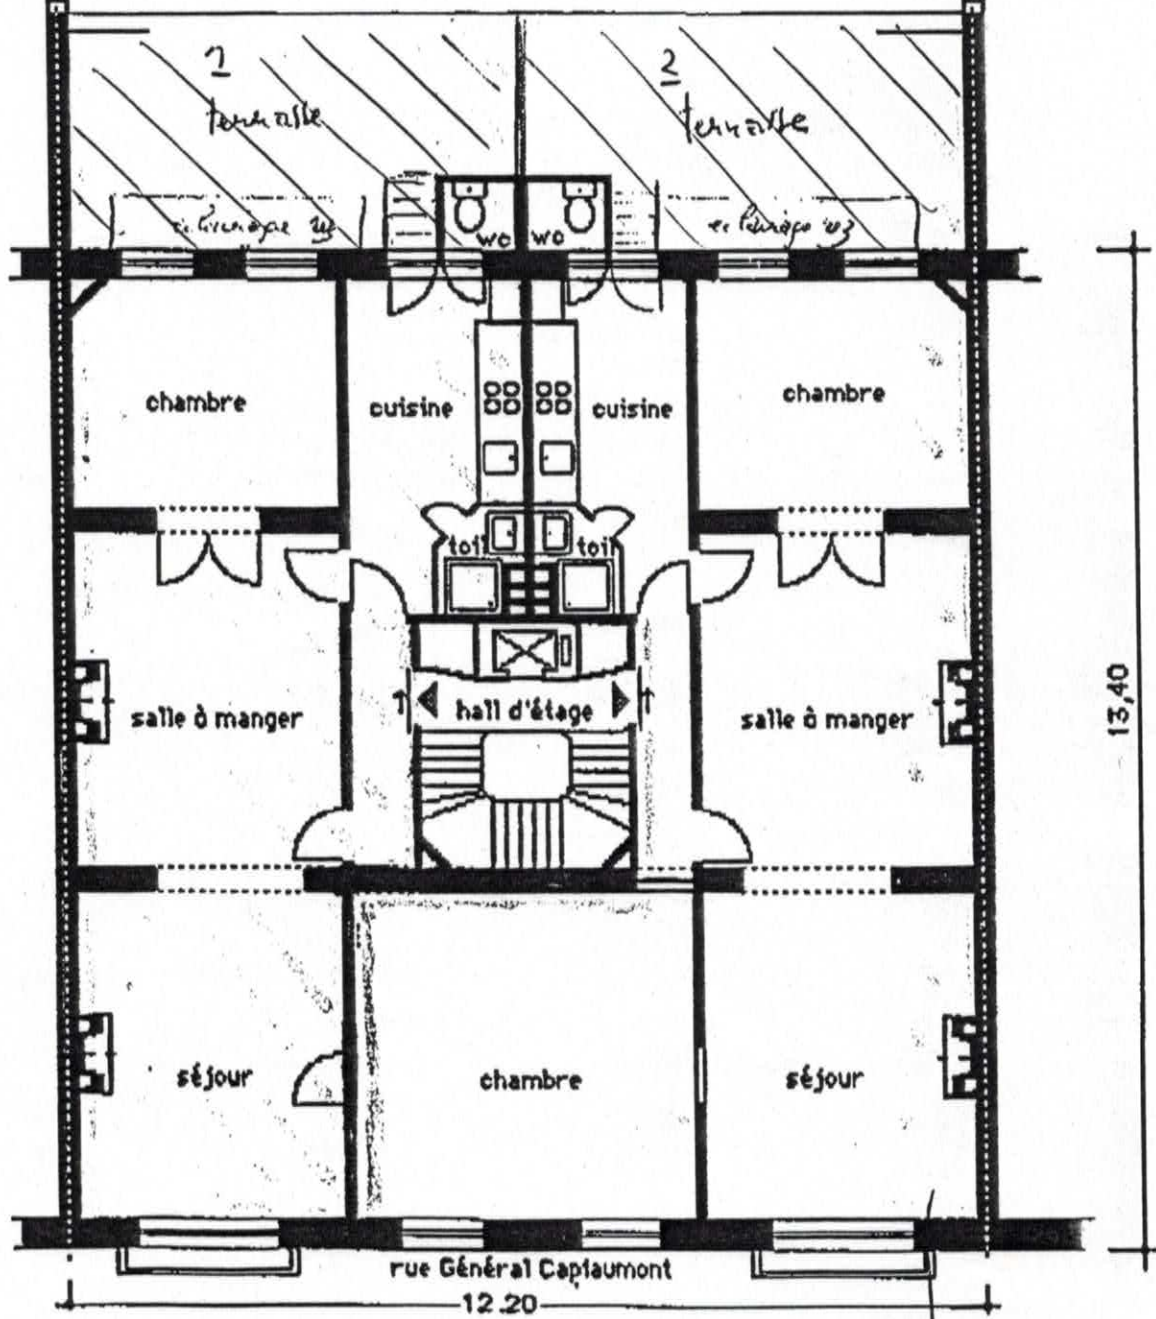 1
2
terrasse
terrasse
wc
wc
chambre
cuisine
cuisine
chambre
toil
toil
salle à manger
hall d'étage
salle à manger
13,40
séjour
chambre
séjour
rue Général Capiaumont
12.20